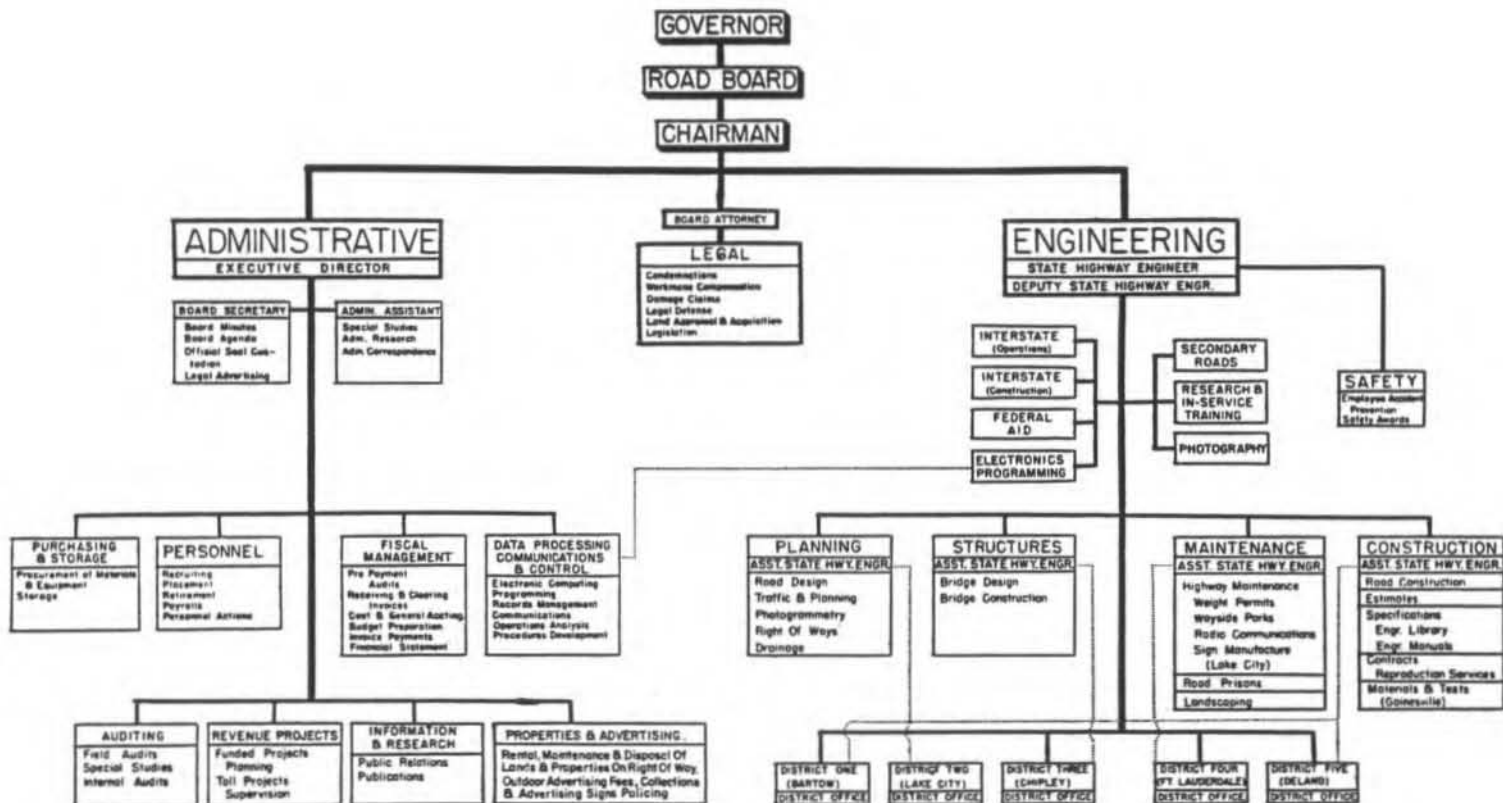 GOVERNOR
ROAD BOARD
CHAIRMAN
ADMINISTRATIVE
EXECUTIVE DIRECTOR
BOARD SECRETARY
Board Minutes
Board Agenda
Official Seal Cus-
todian
Legal Advertising
ADMIN. ASSISTANT
Special Studies
Adm. Research
Adm. Correspondence
BOARD ATTORNEY
LEGAL
Condemnations
Workmens Compensation
Damage Claims
Legal Defense
Land Appraisal & Acquisition
Legislation
ENGINEERING
STATE HIGHWAY ENGINEER
DEPUTY STATE HIGHWAY ENGR.
INTERSTATE
(Operations)
INTERSTATE
(Construction)
FEDERAL
AID
ELECTRONICS
PROGRAMMING
SECONDARY
ROADS
RESEARCH &
IN-SERVICE
TRAINING
PHOTOGRAPHY
SAFETY
Employee Accident
Prevention
Safety Awards
PURCHASING
& STORAGE
Procurement of Materials
& Equipment
Storage
PERSONNEL
Recruiting
Placement
Retirement
Payrolls
Personnel Actions
FISCAL
MANAGEMENT
Pre Payment
Audits
Receiving & Clearing
Invoices
Cost & General Accting.
Budget Preparation
Invoice Payments
Financial Statement
DATA PROCESSING
COMMUNICATIONS
& CONTROL
Electronic Computing
Programming
Records Management
Communications
Operations Analysis
Procedures Development
PLANNING
ASST. STATE HWY. ENGR.
Road Design
Traffic & Planning
Photogrammetry
Right Of Ways
Drainage
STRUCTURES
ASST. STATE HWY. ENGR.
Bridge Design
Bridge Construction
MAINTENANCE
ASST. STATE HWY. ENGR.
Highway Maintenance
Weight Permits
Wayside Parks
Radio Communications
Sign Manufacture
(Lake City)
Road Prisons
Landscaping
CONSTRUCTION
ASST. STATE HWY. ENGR.
Road Construction
Estimates
Specifications
Engr. Library
Engr. Manuals
Contracts
Reproduction Services
Materials & Tests
(Gainesville)
AUDITING
Field Audits
Special Studies
Internal Audits
REVENUE PROJECTS
Funded Projects
Planning
Toll Projects
Supervision
INFORMATION
& RESEARCH
Public Relations
Publications
PROPERTIES & ADVERTISING
Rental, Maintenance & Disposal Of
Lands & Properties On Right Of Way,
Outdoor Advertising Fees, Collections
& Advertising Signs Policing
DISTRICT ONE
(BARTOW)
DISTRICT OFFICE
DISTRICT TWO
(LAKE CITY)
DISTRICT OFFICE
DISTRICT THREE
(CHIPLEY)
DISTRICT OFFICE
DISTRICT FOUR
(FT LAUDERDALE)
DISTRICT OFFICE
DISTRICT FIVE
(DELAND)
DISTRICT OFFICE